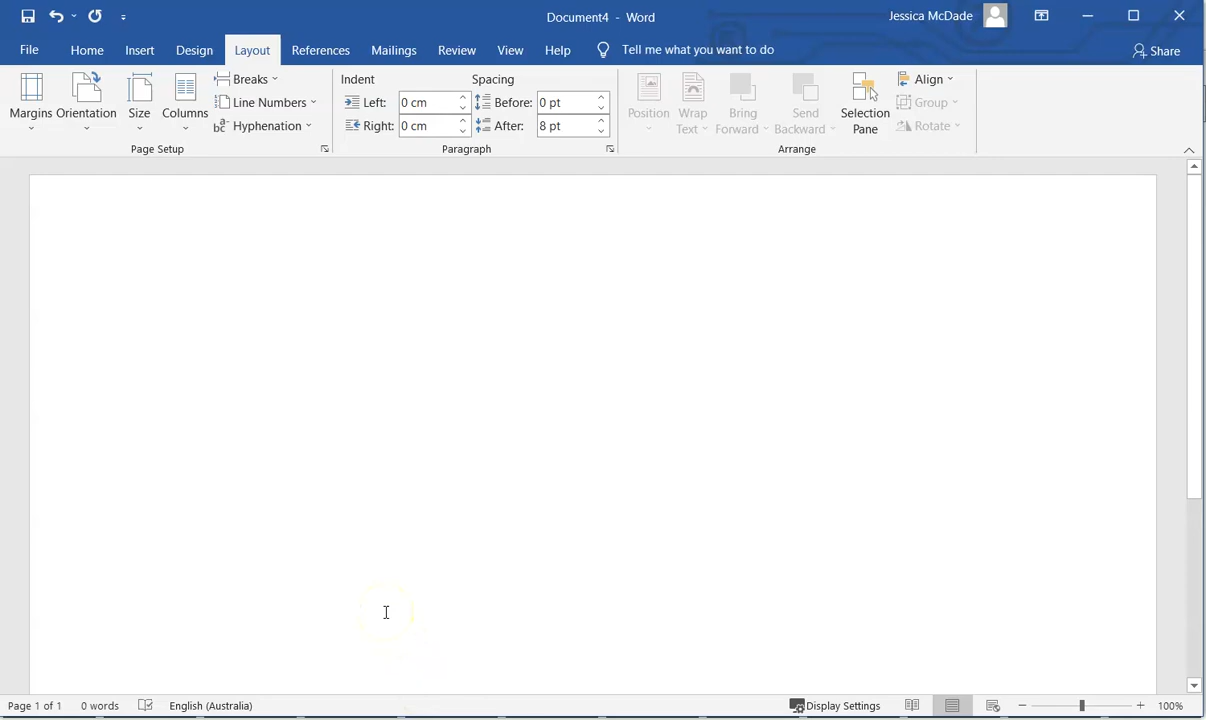 Document4 - Word
Jessica McDade
File Home Insert Design Layout References Mailings Review View Help Tell me what you want to do Share
Margins Orientation Size Columns
Breaks
Line Numbers
Hyphenation
Page Setup
Indent
Left: 0 cm
Right: 0 cm
Spacing
Before: 0 pt
After: 8 pt
Paragraph
Position
Wrap
Text
Bring
Forward
Send
Backward
Selection
Pane
Align
Group
Rotate
Arrange
Page 1 of 1 0 words English (Australia) Display Settings 100%